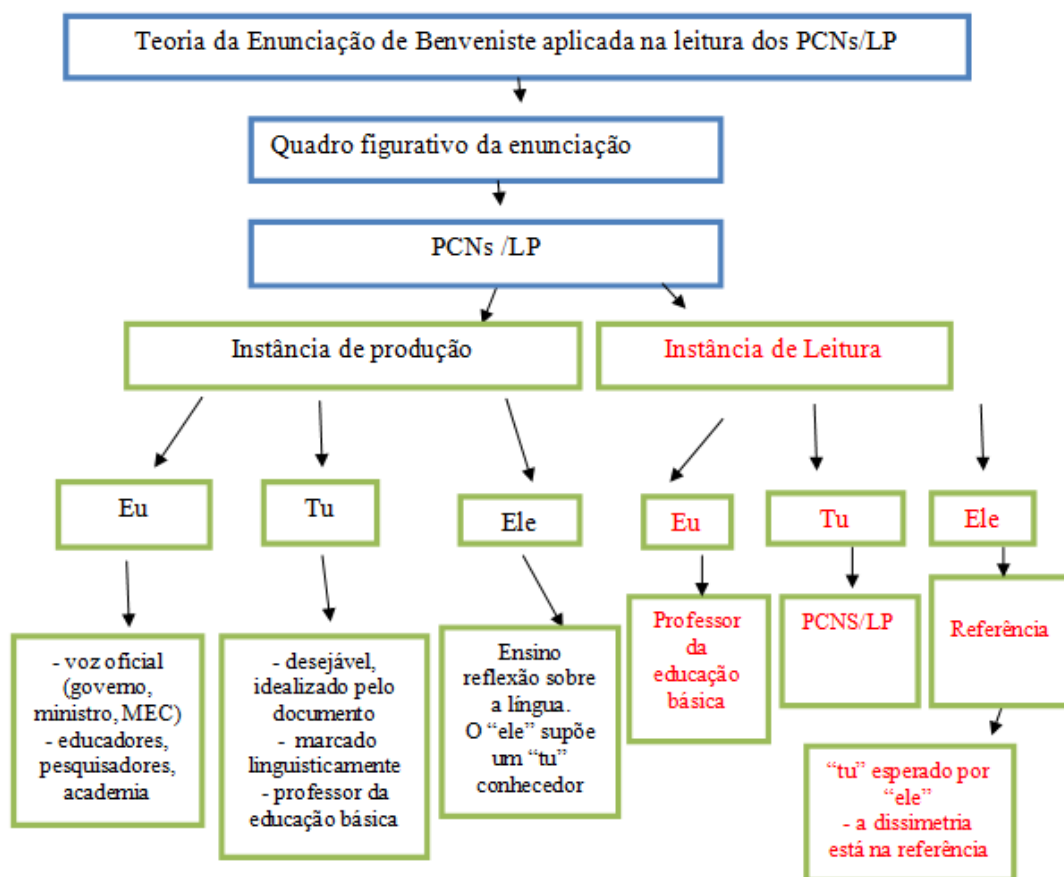 Teoria da Enunciação de Benveniste aplicada na leitura dos PCNs/LP
Quadro figurativo da enunciação
PCNs /LP
Instância de produção
Instância de Leitura
Eu
Tu
Ele
Eu
Tu
Ele
- voz oficial
(governo,
ministro, MEC)
- educadores,
pesquisadores,
academia
- desejável,
idealizado pelo
documento
- marcado
linguisticamente
- professor da
educação básica
Ensino
reflexão sobre
a língua.
O “ele” supõe
um “tu”
conhecedor
Professor
da
educação
básica
PCNS/LP
Referência
“tu” esperado por
“ele”
- a dissimetria
está na referência